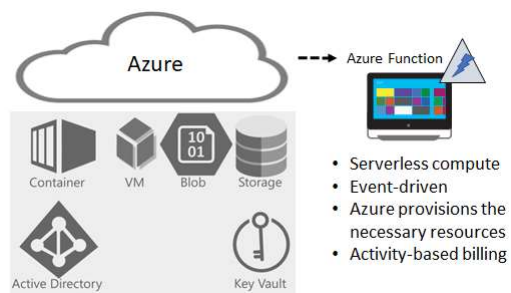 Azure
Azure Function
10
01
Container
VM
Blob
Storage
Active Directory
Key Vault
• Serverless compute
• Event-driven
• Azure provisions the
necessary resources
• Activity-based billing